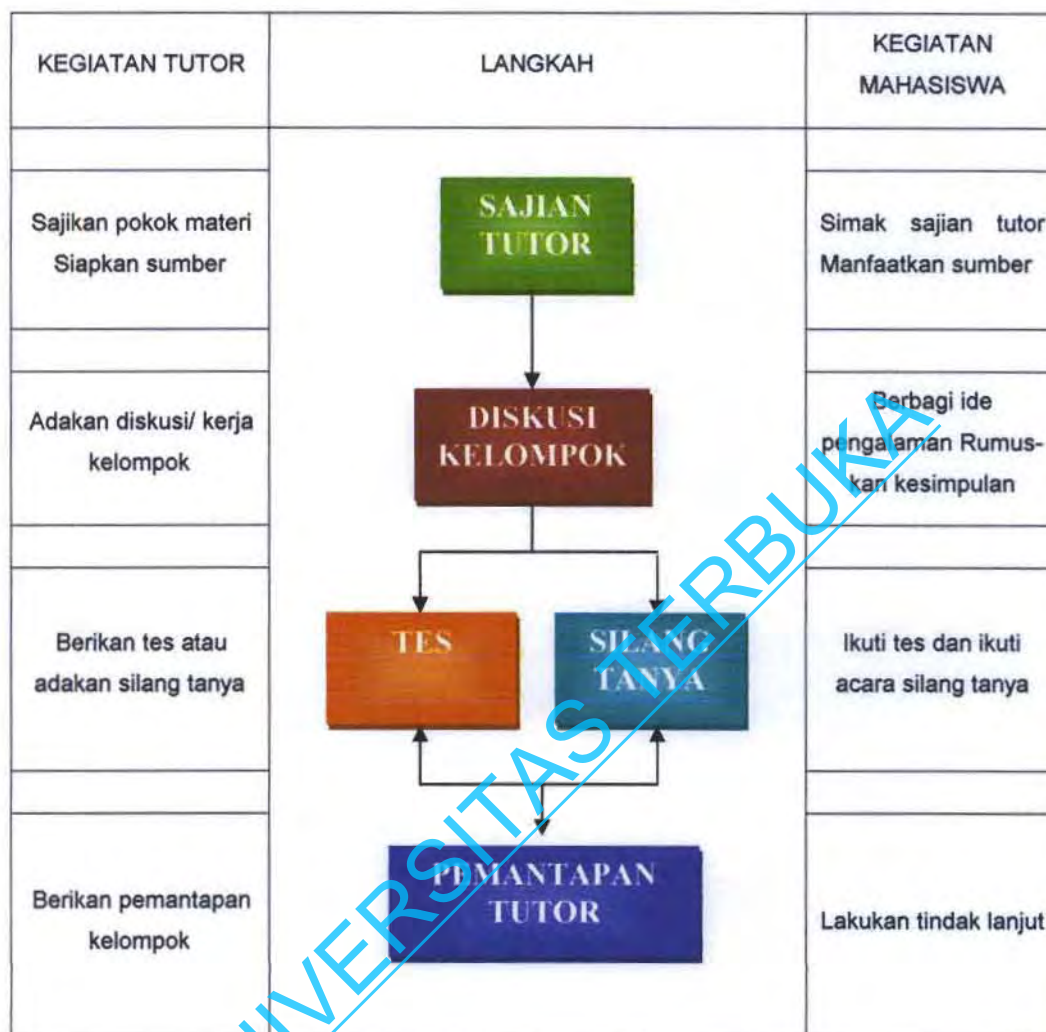 KEGIATAN TUTOR
LANGKAH
KEGIATAN
MAHASISWA
Sajikan pokok materi
Siapkan sumber
SAJIAN
TUTOR
Simak sajian tutor
Manfaatkan sumber
Adakan diskusi/ kerja
kelompok
DISKUSI
KELOMPOK
Berbagi ide
pengalaman Rumus-
kan kesimpulan
Berikan tes atau
adakan silang tanya
TES
SILANG
TANYA
Ikuti tes dan ikuti
acara silang tanya
Berikan pemantapan
kelompok
PEMANTAPAN
TUTOR
Lakukan tindak lanjut
UNIVERSITAS TERBUKA